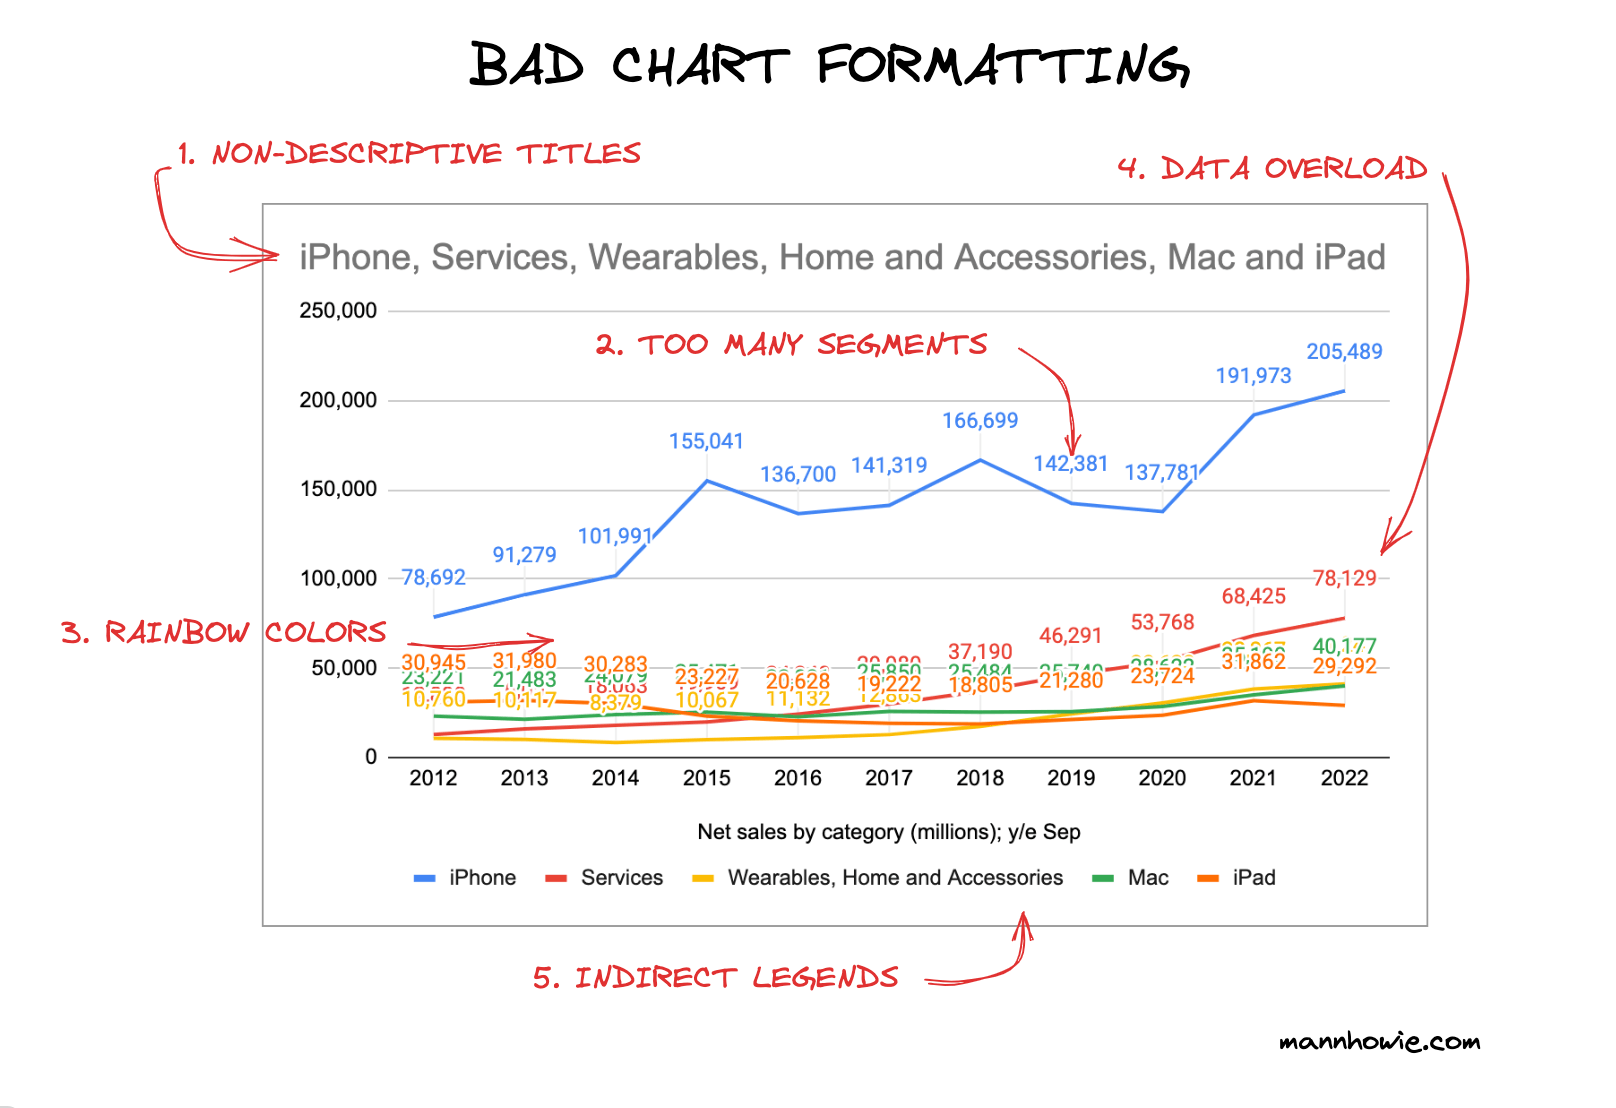 BAD CHART FORMATTING
1. NON-DESCRIPTIVE TITLES
4. DATA OVERLOAD
iPhone, Services, Wearables, Home and Accessories, Mac and iPad
250,000
2. TOO MANY SEGMENTS
205,489
191,973
200,000
166,699
155,041
142,381
141,319
136,700
137,781
150,000
101,991
91,279
78,692
100,000
78,129
68,425
53,768
3. RAINBOW COLORS
46,291
37,190
50,000
30,945 31,980 30,283 23,227 20,628 19,222 18,805 21,280 23,724 31,862 29,292
40,177
23,221 21,483 24,079 25,850 25,484
10,760 10,117 8,379 10,067 11,132
0
2012 2013 2014 2015 2016 2017 2018 2019 2020 2021 2022
Net sales by category (millions); y/e Sep
iPhone Services Wearables, Home and Accessories Mac iPad
5. INDIRECT LEGENDS
mannhowie.com